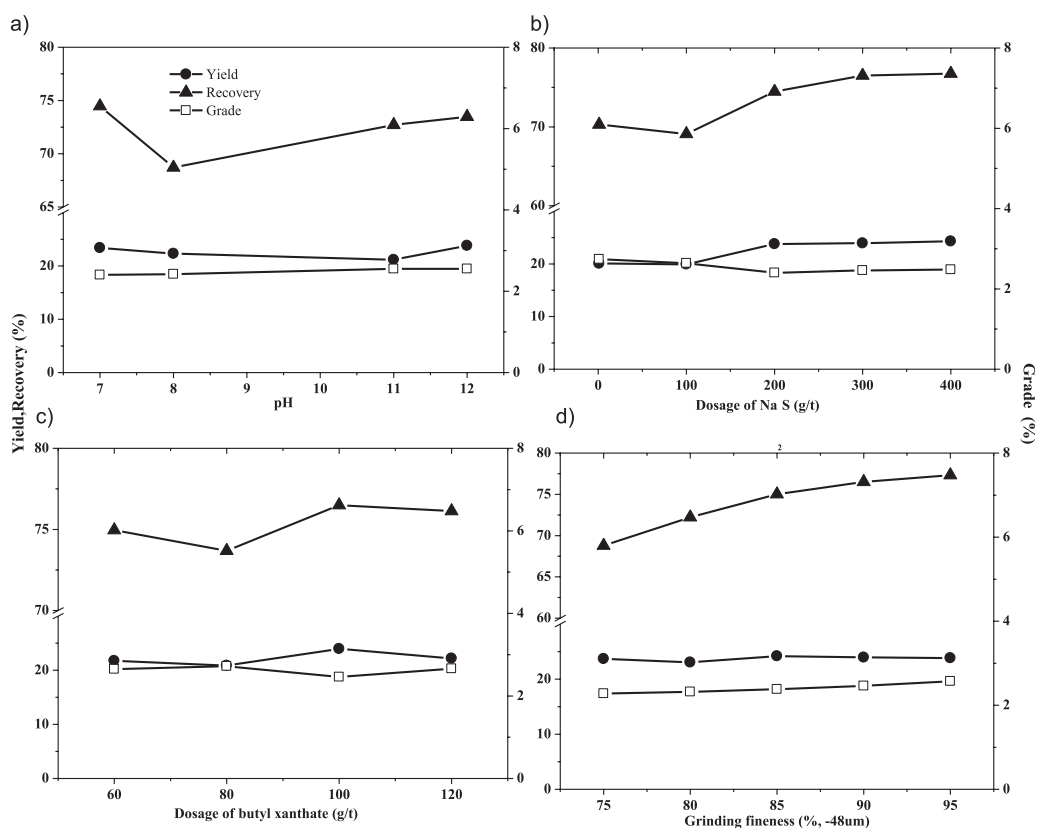 a)
80
75
70
65
20
10
0
8
6
4
2
0
Yield
Recovery
Grade
7 8 9 10 11 12
pH
b)
80
70
60
20
10
0
8
6
4
2
0
0 100 200 300 400
Dosage of Na S (g/t)
2
Yield,Recovery (%)
Grade (%)
c)
80
75
70
20
10
0
8
6
4
2
0
60 80 100 120
Dosage of butyl xanthate (g/t)
d)
80
75
70
65
60
20
10
0
8
6
4
2
0
75 80 85 90 95
Grinding fineness (%, -48um)